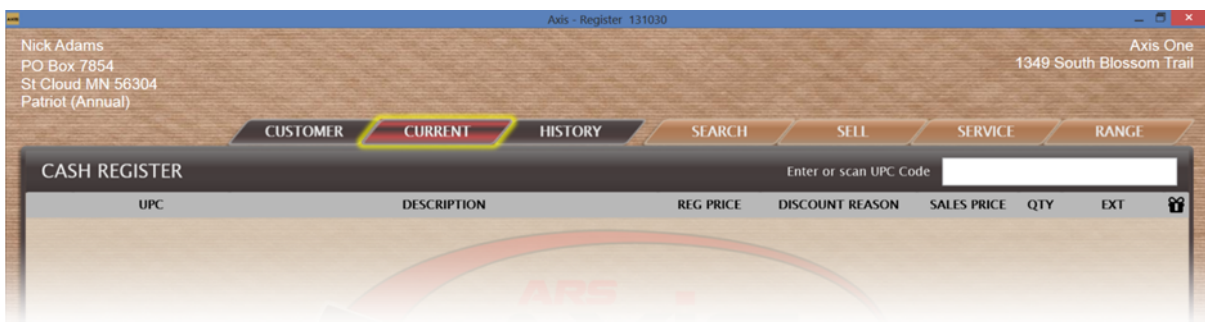 AXIS
Axis - Register 131030
Nick Adams
PO Box 7854
St Cloud MN 56304
Patriot (Annual)
Axis One
1349 South Blossom Trail
CUSTOMER CURRENT HISTORY SEARCH SELL SERVICE RANGE
CASH REGISTER Enter or scan UPC Code
UPC DESCRIPTION REG PRICE DISCOUNT REASON SALES PRICE QTY EXT
ARS